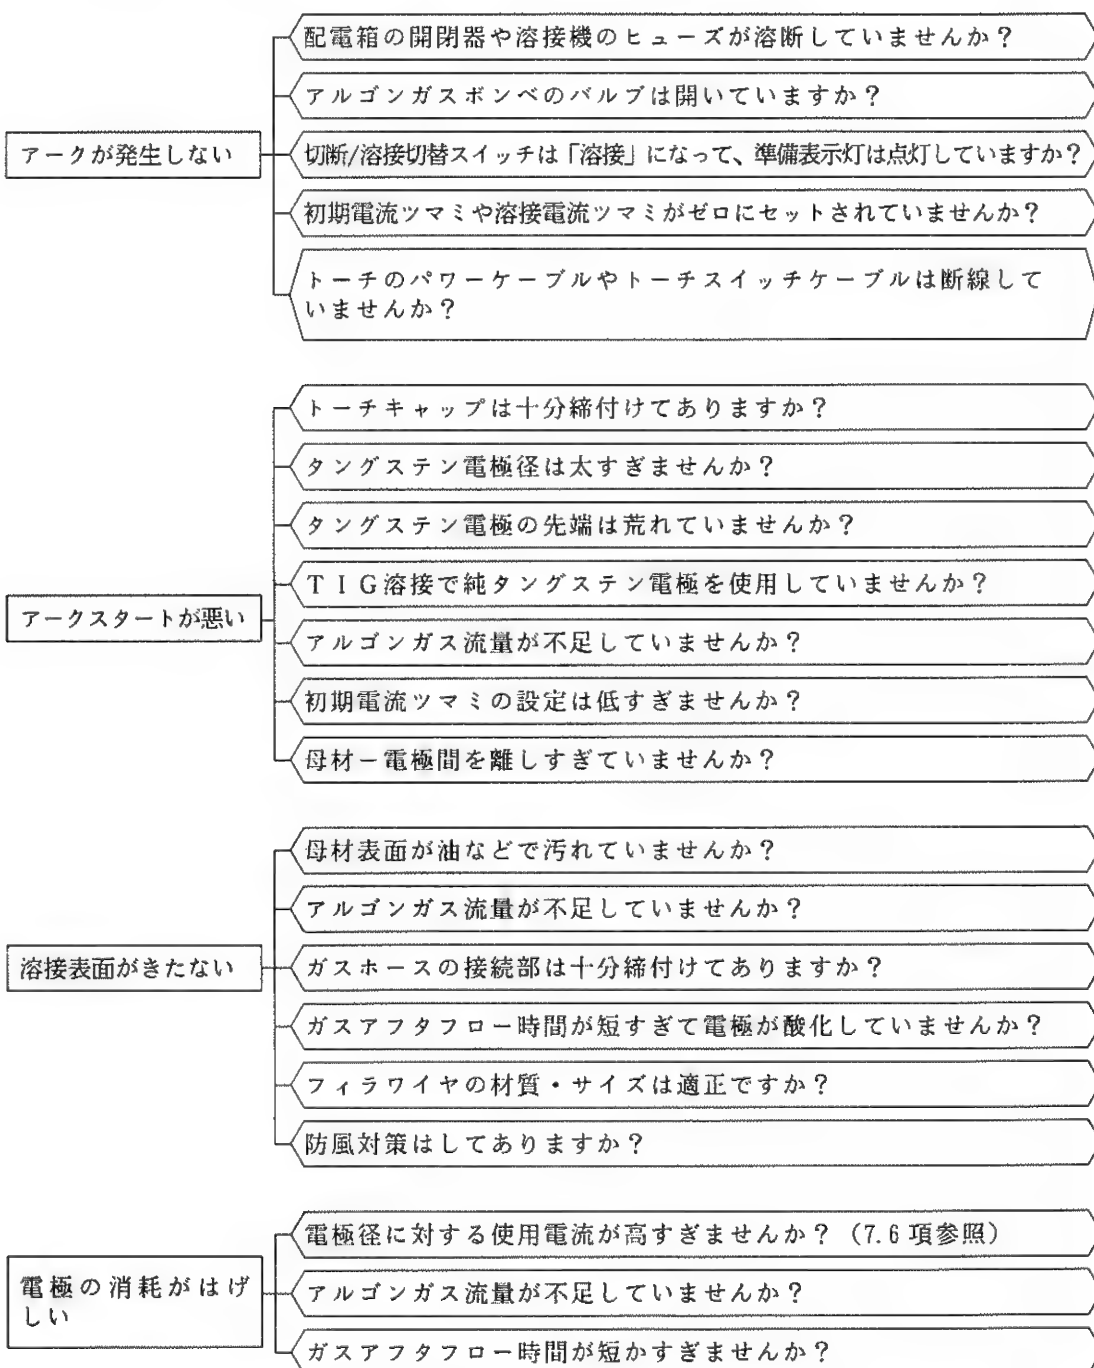 アークが発生しない
配電箱の開閉器や溶接機のヒューズが溶断していませんか？
アルゴンガスボンベのバルブは開いていますか？
切断/溶接切替スイッチは「溶接」になって、準備表示灯は点灯していますか？
初期電流ツマミや溶接電流ツマミがゼロにセットされていませんか？
トーチのパワーケーブルやトーチスイッチケーブルは断線して
いませんか？
アークスタートが悪い
トーチキャップは十分締付けてありますか？
タングステン電極径は太すぎませんか？
タングステン電極の先端は荒れていませんか？
ＴＩＧ溶接で純タングステン電極を使用していませんか？
アルゴンガス流量が不足していませんか？
初期電流ツマミの設定は低すぎませんか？
母材－電極間を離しすぎていませんか？
溶接表面がきたない
母材表面が油などで汚れていませんか？
アルゴンガス流量が不足していませんか？
ガスホースの接続部は十分締付けてありますか？
ガスアフタフロー時間が短すぎて電極が酸化していませんか？
フィラワイヤの材質・サイズは適正ですか？
防風対策はしてありますか？
電極の消耗がはげ
しい
電極径に対する使用電流が高すぎませんか？（7.6 項参照）
アルゴンガス流量が不足していませんか？
ガスアフタフロー時間が短かすぎませんか？